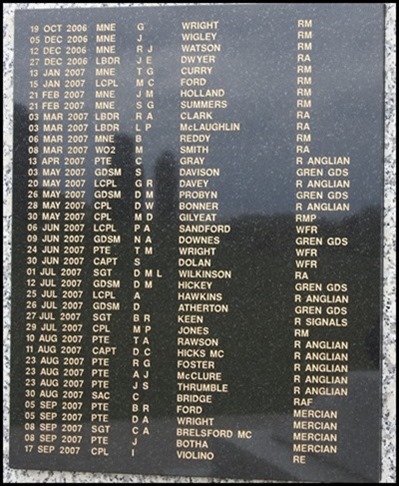 19 OCT 2006 MNE G WRIGHT RM
05 DEC 2006 MNE J WIGLEY RM
12 DEC 2006 MNE R J WATSON RM
27 DEC 2006 LBDR J E DWYER RA
13 JAN 2007 MNE T G CURRY RM
15 JAN 2007 LCPL M C FORD RM
21 FEB 2007 MNE J M HOLLAND RM
21 FEB 2007 MNE S G SUMMERS RM
03 MAR 2007 LBDR R A CLARK RA
03 MAR 2007 LBDR L P McLAUGHLIN RA
06 MAR 2007 MNE B REDDY RM
08 MAR 2007 WO2 M SMITH RA
13 APR 2007 PTE C GRAY R ANGLIAN
03 MAY 2007 GDSM S DAVISON GREN GDS
20 MAY 2007 LCPL G R DAVEY R ANGLIAN
26 MAY 2007 GDSM D M PROBYN GREN GDS
28 MAY 2007 CPL D W BONNER R ANGLIAN
30 MAY 2007 CPL M D GILYEAT RMP
06 JUN 2007 LCPL P A SANDFORD WFR
09 JUN 2007 GDSM N A DOWNES GREN GDS
24 JUN 2007 PTE T M WRIGHT WFR
30 JUN 2007 CAPT S DOLAN WFR
01 JUL 2007 SGT D M L WILKINSON RA
12 JUL 2007 GDSM D M HICKEY GREN GDS
25 JUL 2007 LCPL A HAWKINS R ANGLIAN
26 JUL 2007 GDSM D ATHERTON GREN GDS
27 JUL 2007 SGT B R KEEN R SIGNALS
29 JUL 2007 CPL M P JONES RM
10 AUG 2007 PTE T A RAWSON R ANGLIAN
11 AUG 2007 CAPT D C HICKS MC R ANGLIAN
23 AUG 2007 PTE R G FOSTER R ANGLIAN
23 AUG 2007 PTE A J McCLURE R ANGLIAN
23 AUG 2007 PTE J S THRUMBLE R ANGLIAN
30 AUG 2007 SAC C BRIDGE RAF
05 SEP 2007 PTE B R FORD MERCIAN
05 SEP 2007 PTE D A WRIGHT MERCIAN
08 SEP 2007 SGT C A BRELSFORD MC MERCIAN
08 SEP 2007 PTE J BOTHA MERCIAN
17 SEP 2007 CPL I VIOLINO RE